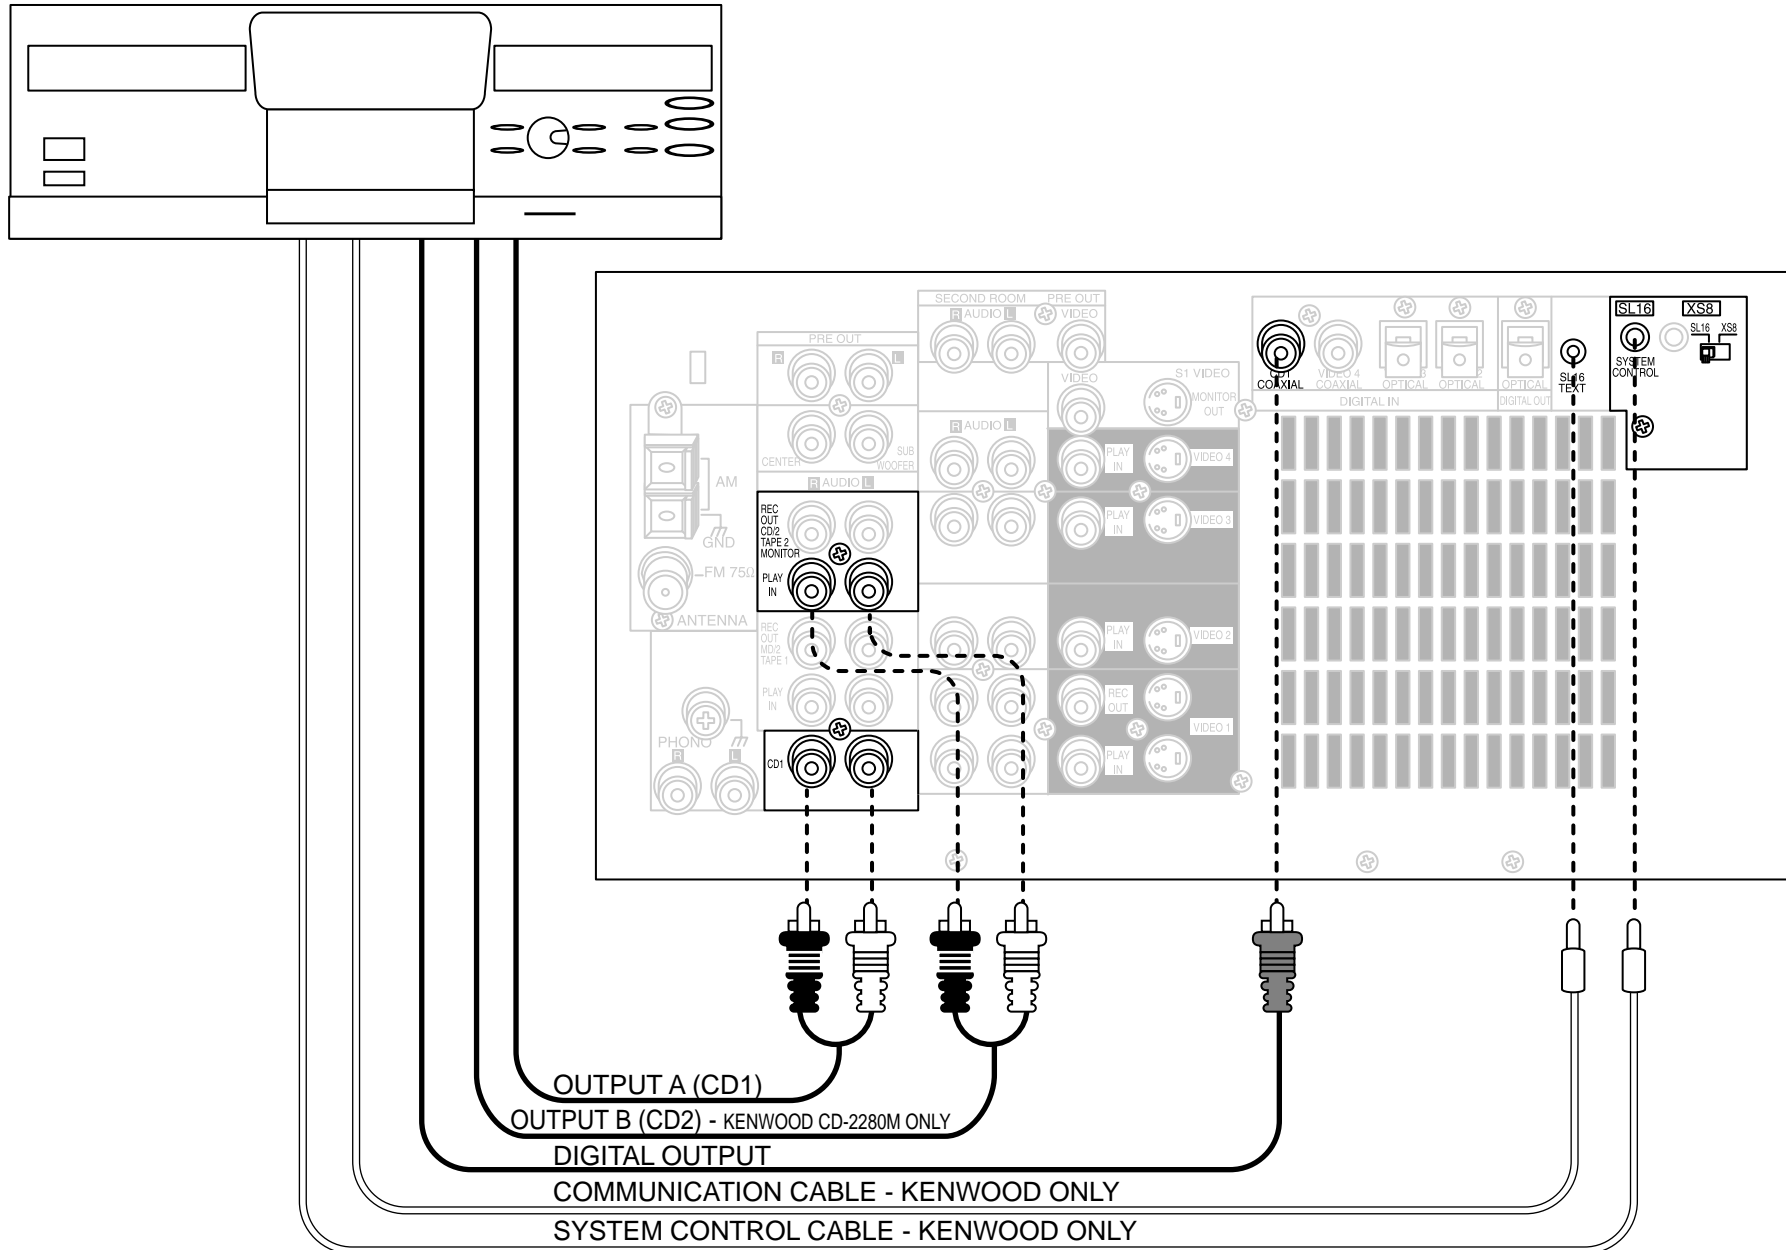 SECOND ROOM PRE OUT
R AUDIO L VIDEO
PRE OUT
R L
CENTER
SUB
WOOFER
R AUDIO L
VIDEO
S1 VIDEO
MONITOR
OUT
R AUDIO L
PLAY
IN
VIDEO 4
PLAY
IN
VIDEO 3
PLAY
IN
VIDEO 2
REC
OUT
VIDEO 1
PLAY
IN
AM
GND
FM 75Ω
ANTENNA
REC
OUT
CD/2
TAPE 2
MONITOR
PLAY
IN
REC
OUT
MD/2
TAPE 1
PLAY
IN
PHONO
R L
CD1
CD1
COAXIAL
VIDEO 4
COAXIAL
OPTICAL
OPTICAL
OPTICAL
DIGITAL IN
DIGITAL OUT
SL16
TEXT
SL16
XS8
SL16 XS8
SYSTEM
CONTROL
OUTPUT A (CD1)
OUTPUT B (CD2) - KENWOOD CD-2280M ONLY
DIGITAL OUTPUT
COMMUNICATION CABLE - KENWOOD ONLY
SYSTEM CONTROL CABLE - KENWOOD ONLY